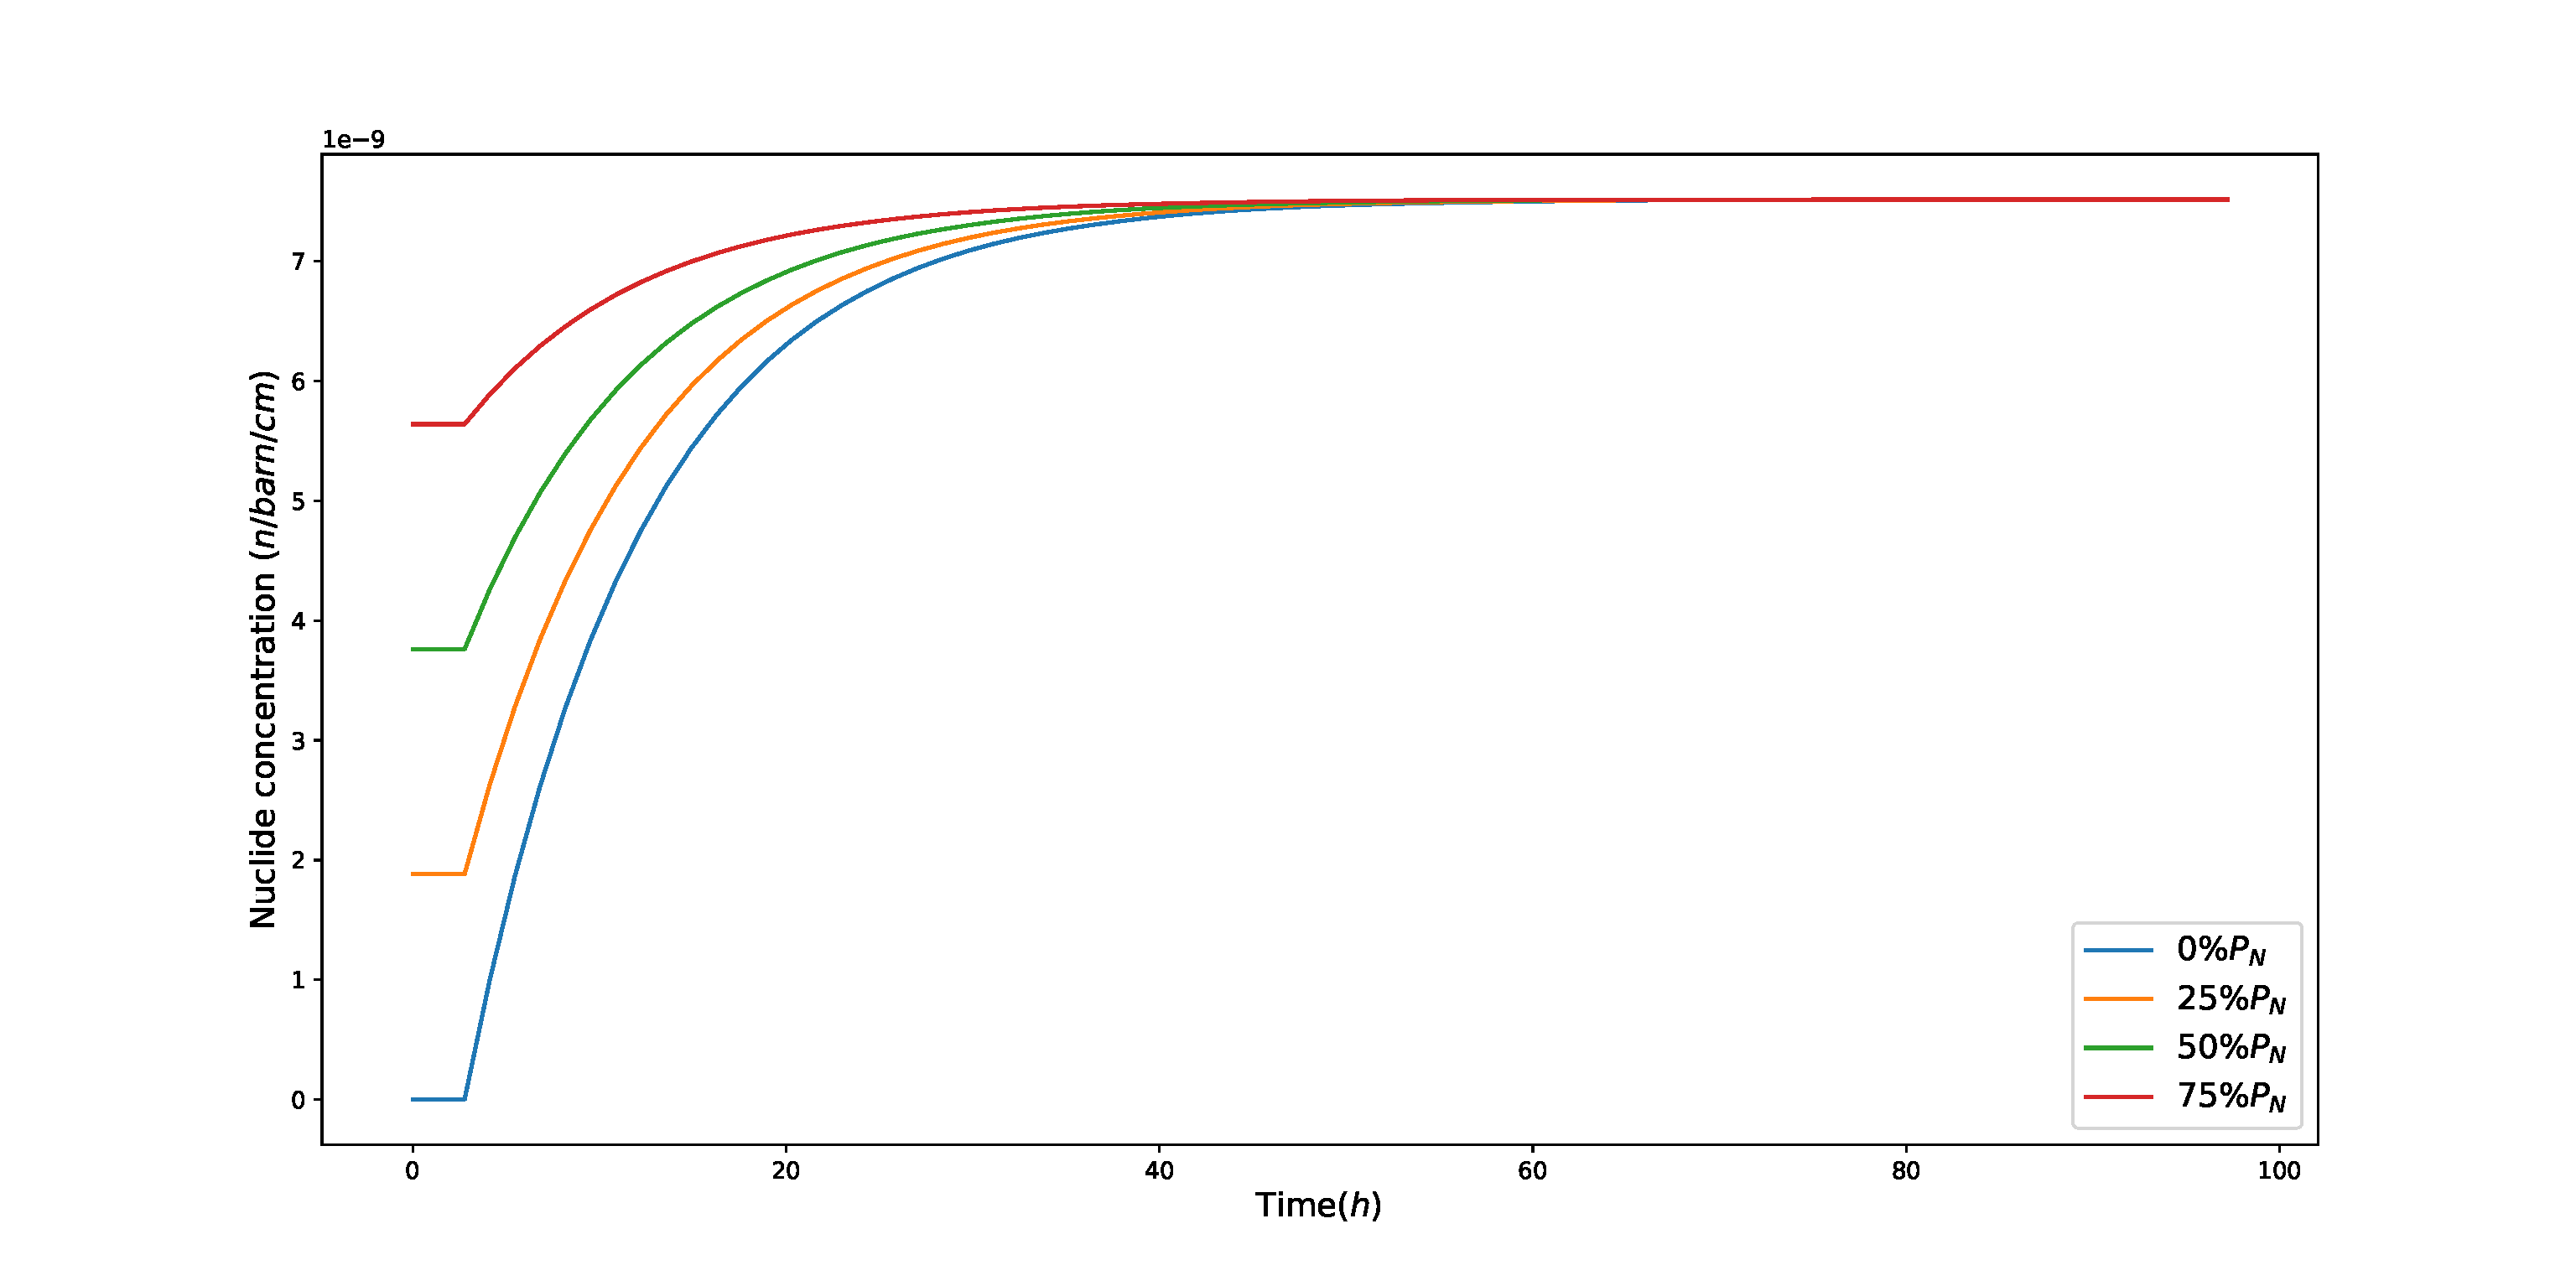 1e−9
Nuclide concentration (n/barn/cm)
7
6
5
4
3
2
1
0
0 20 40 60 80 100
Time(h)
0%P_N
25%P_N
50%P_N
75%P_N